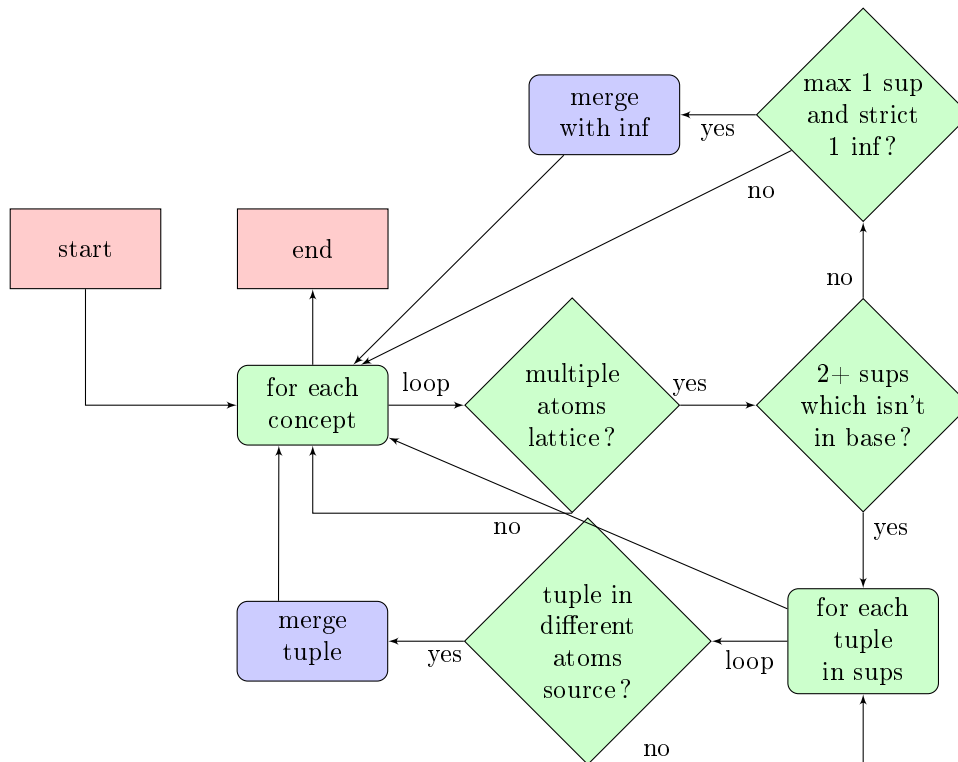 max 1 sup
and strict
1 inf?
merge
with inf
yes
no
start
end
no
for each
concept
loop
multiple
atoms
lattice?
yes
2+ sups
which isn't
in base?
no
yes
merge
tuple
yes
tuple in
different
atoms
source?
loop
for each
tuple
in sups
no